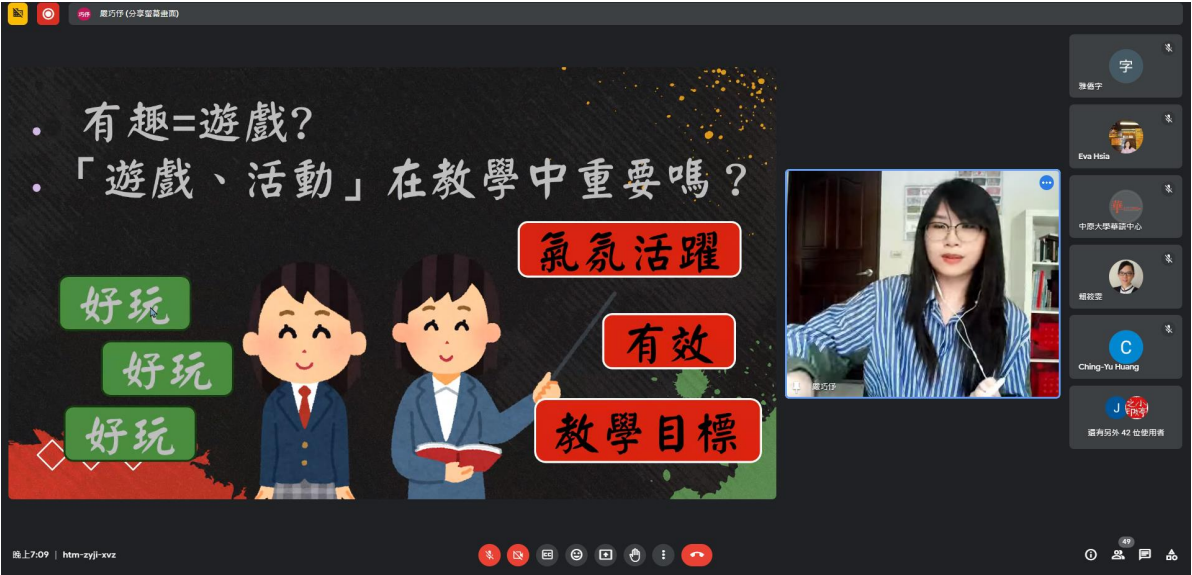 巧伃 嚴巧伃 (分享螢幕畫面)
有趣=遊戲?
「遊戲、活動」在教學中重要嗎?
氣氛活躍
好玩
有效
好玩
好玩
教學目標
嚴巧伃
字
Eva Hsia
中原大學華語中心
賴筱雯
C
Ching-Yu Huang
J
還有另外 42 位使用者
晚上7:09 | htm-zyji-xvz
CC
49